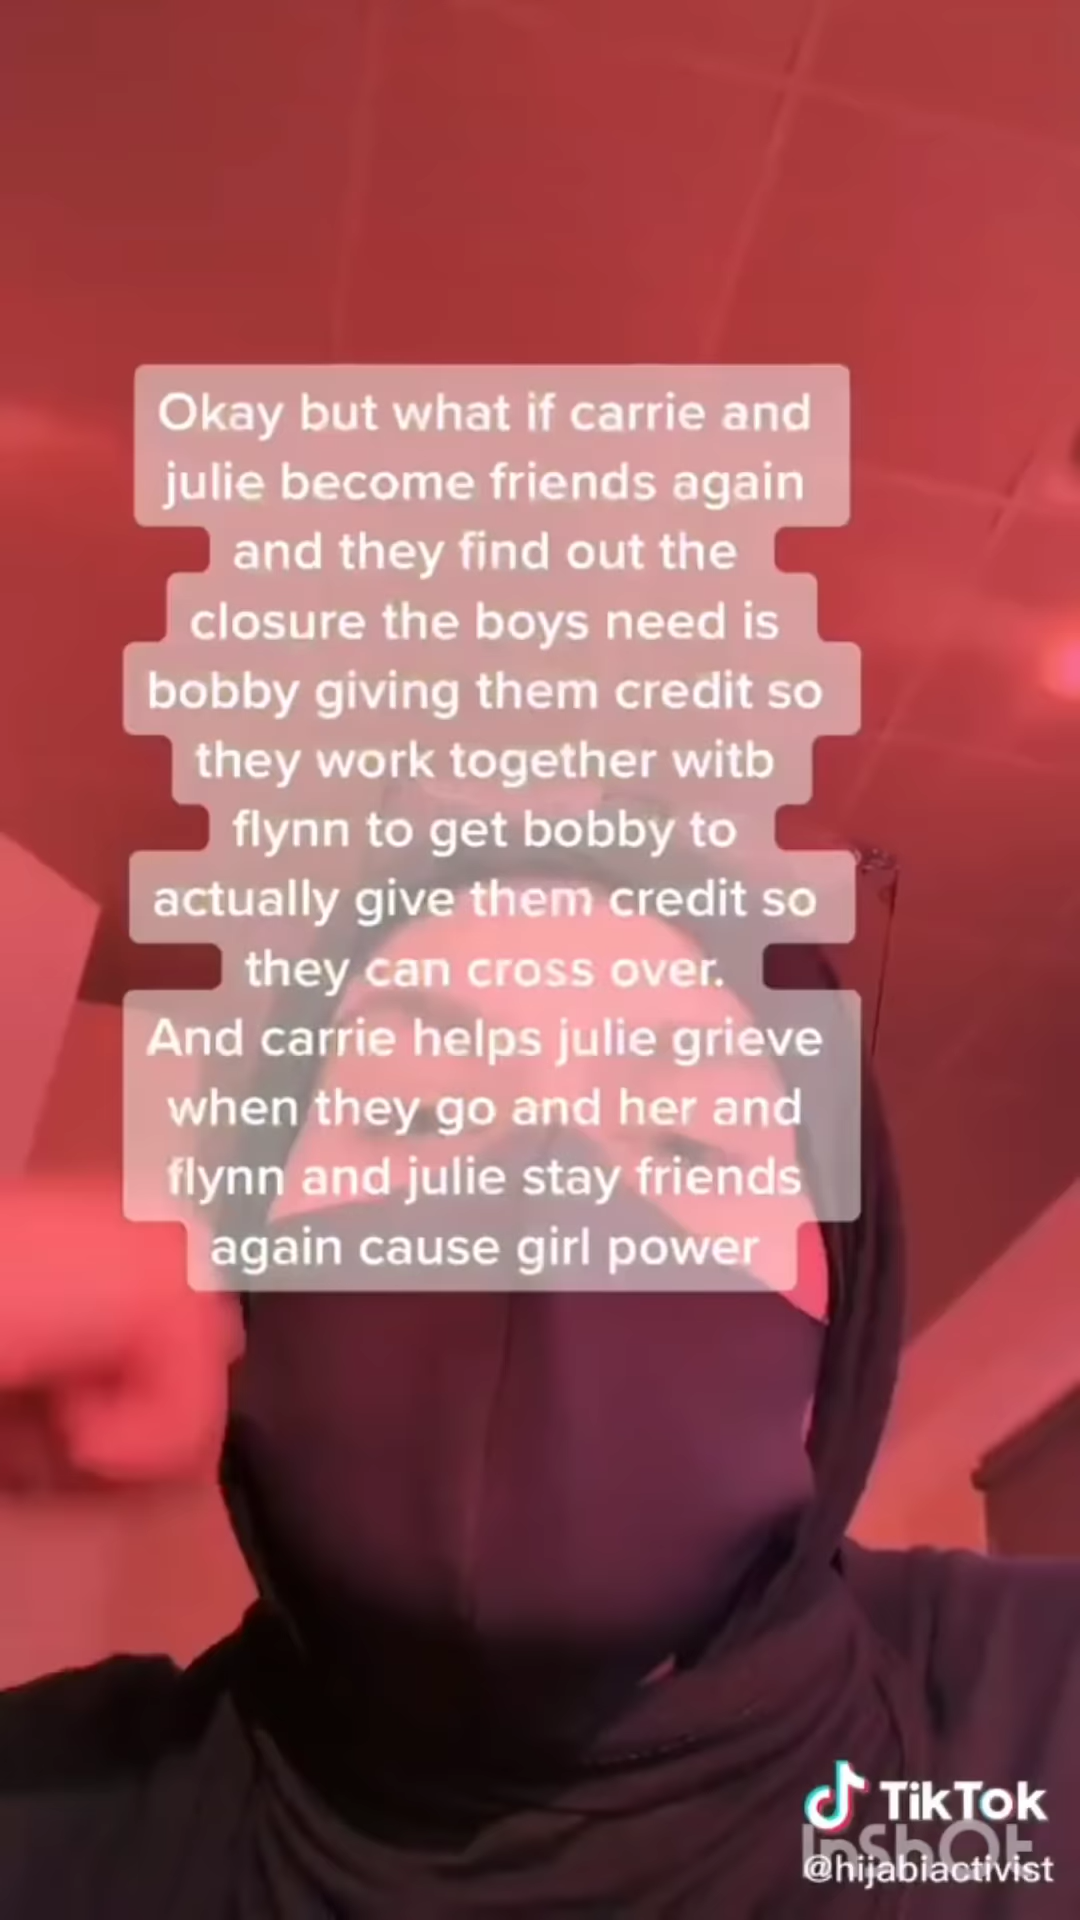 Okay but what if carrie and
julie become friends again
and they find out the
closure the boys need is
bobby giving them credit so
they work together witb
flynn to get bobby to
actually give them credit so
they can cross over.
And carrie helps julie grieve
when they go and her and
flynn and julie stay friends
again cause girl power
TikTok
InShOt
@hijabiactivist